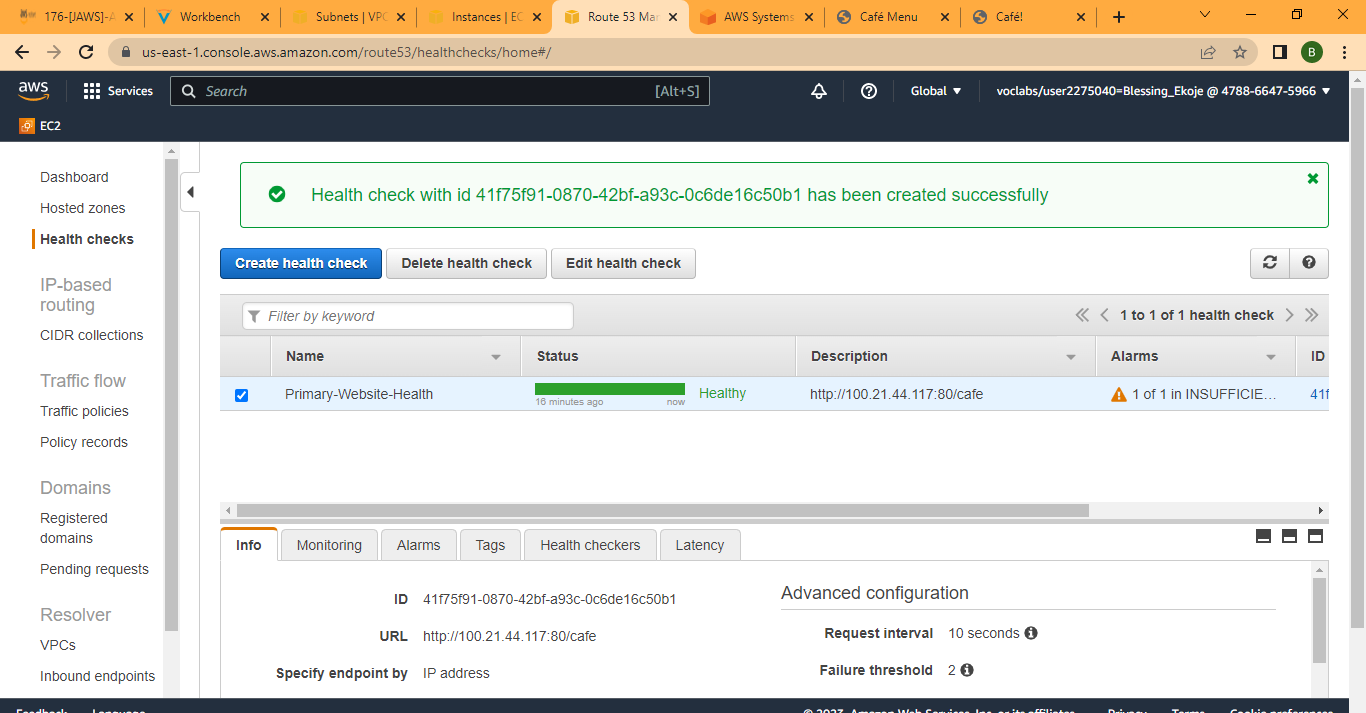 176-[JAWS]-A
Workbench
Subnets | VPC
Instances | EC
Route 53 Mar
AWS Systems
Café Menu
Café!
us-east-1.console.aws.amazon.com/route53/healthchecks/home#/
B
aws
Services
Search
[Alt+S]
Global
voclabs/user2275040=Blessing_Ekoje @ 4788-6647-5966
EC2
Dashboard
Hosted zones
Health checks
IP-based
routing
CIDR collections
Traffic flow
Traffic policies
Policy records
Domains
Registered
domains
Pending requests
Resolver
VPCs
Inbound endpoints
Health check with id 41f75f91-0870-42bf-a93c-0c6de16c50b1 has been created successfully
Create health check
Delete health check
Edit health check
Filter by keyword
1 to 1 of 1 health check
Name
Status
Description
Alarms
ID
Primary-Website-Health
16 minutes ago
now
Healthy
http://100.21.44.117:80/cafe
1 of 1 in INSUFFICIE...
41f
Info
Monitoring
Alarms
Tags
Health checkers
Latency
ID 41f75f91-0870-42bf-a93c-0c6de16c50b1
URL http://100.21.44.117:80/cafe
Specify endpoint by IP address
Advanced configuration
Request interval 10 seconds
Failure threshold 2
Feedback
Language
© 2023, Amazon Web Services, Inc. or its affiliates.
Privacy
Terms
Cookie preferences